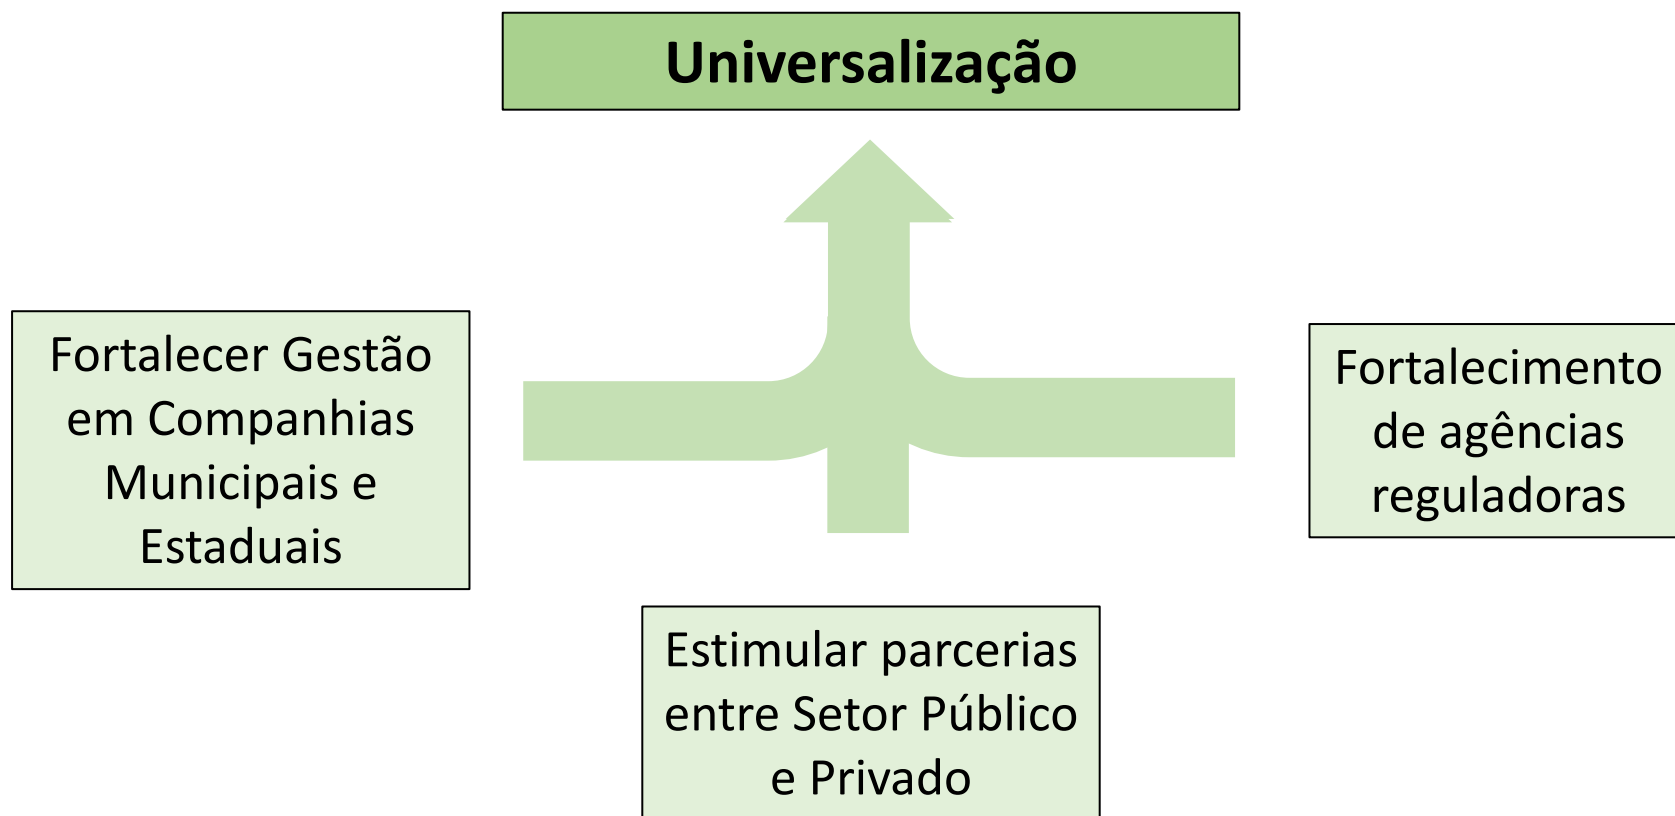 Universalização
Fortalecer Gestão
em Companhias
Municipais e
Estaduais
Fortalecimento
de agências
reguladoras
Estimular parcerias
entre Setor Público
e Privado